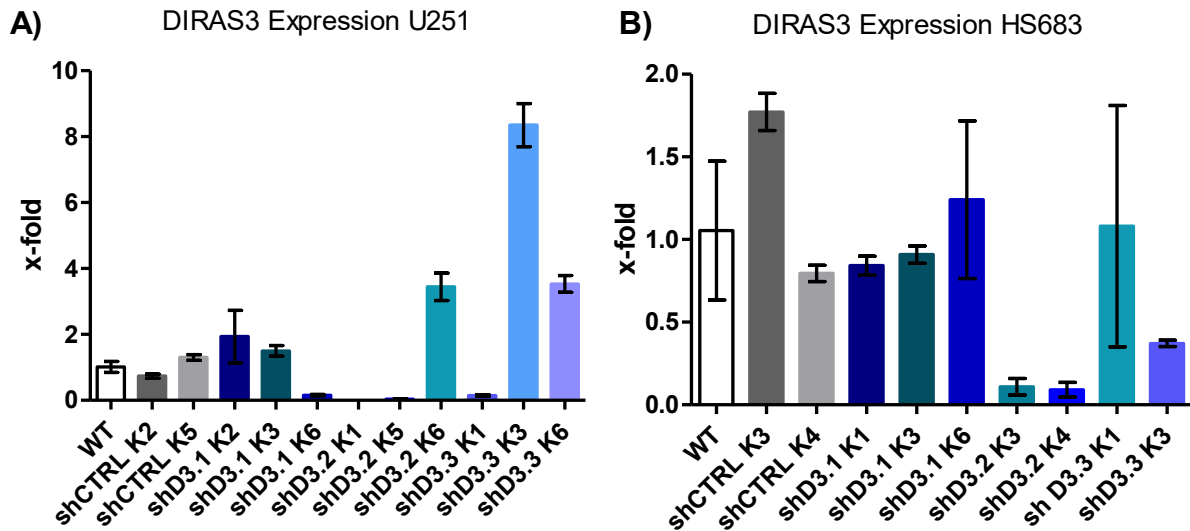 A)
DIRAS3 Expression U251
x-fold
10
8
6
4
2
0
WT
shCTRL K2
shCTRL K5
shD3.1 K2
shD3.1 K3
shD3.1 K6
shD3.2 K1
shD3.2 K5
shD3.2 K6
shD3.3 K1
shD3.3 K3
shD3.3 K6
B)
DIRAS3 Expression HS683
x-fold
2.0
1.5
1.0
0.5
0.0
WT
shCTRL K3
shCTRL K4
shD3.1 K1
shD3.1 K3
shD3.1 K6
shD3.2 K3
shD3.2 K4
sh D3.3 K1
shD3.3 K3